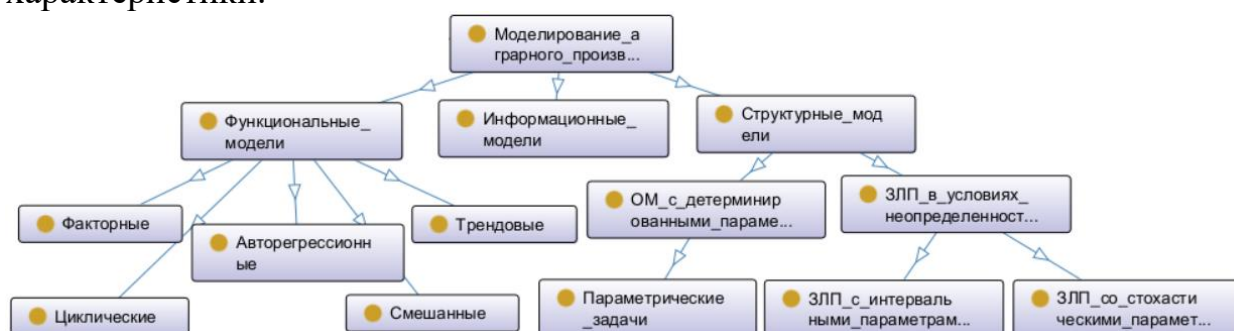 характеристики.
Моделирование_а
грарного_произв...
Функциональные_
модели
Информационные_
модели
Структурные_мод
ели
Факторные
Авторегрессионн
ые
Трендовые
ОМ_с_детерминир
ованными_параме...
ЗЛП_в_условиях_
неопределенност...
Циклические
Смешанные
Параметрические
_задачи
ЗЛП_с_интерваль
ными_параметрам...
ЗЛП_со_стохасти
ческими_парамет...